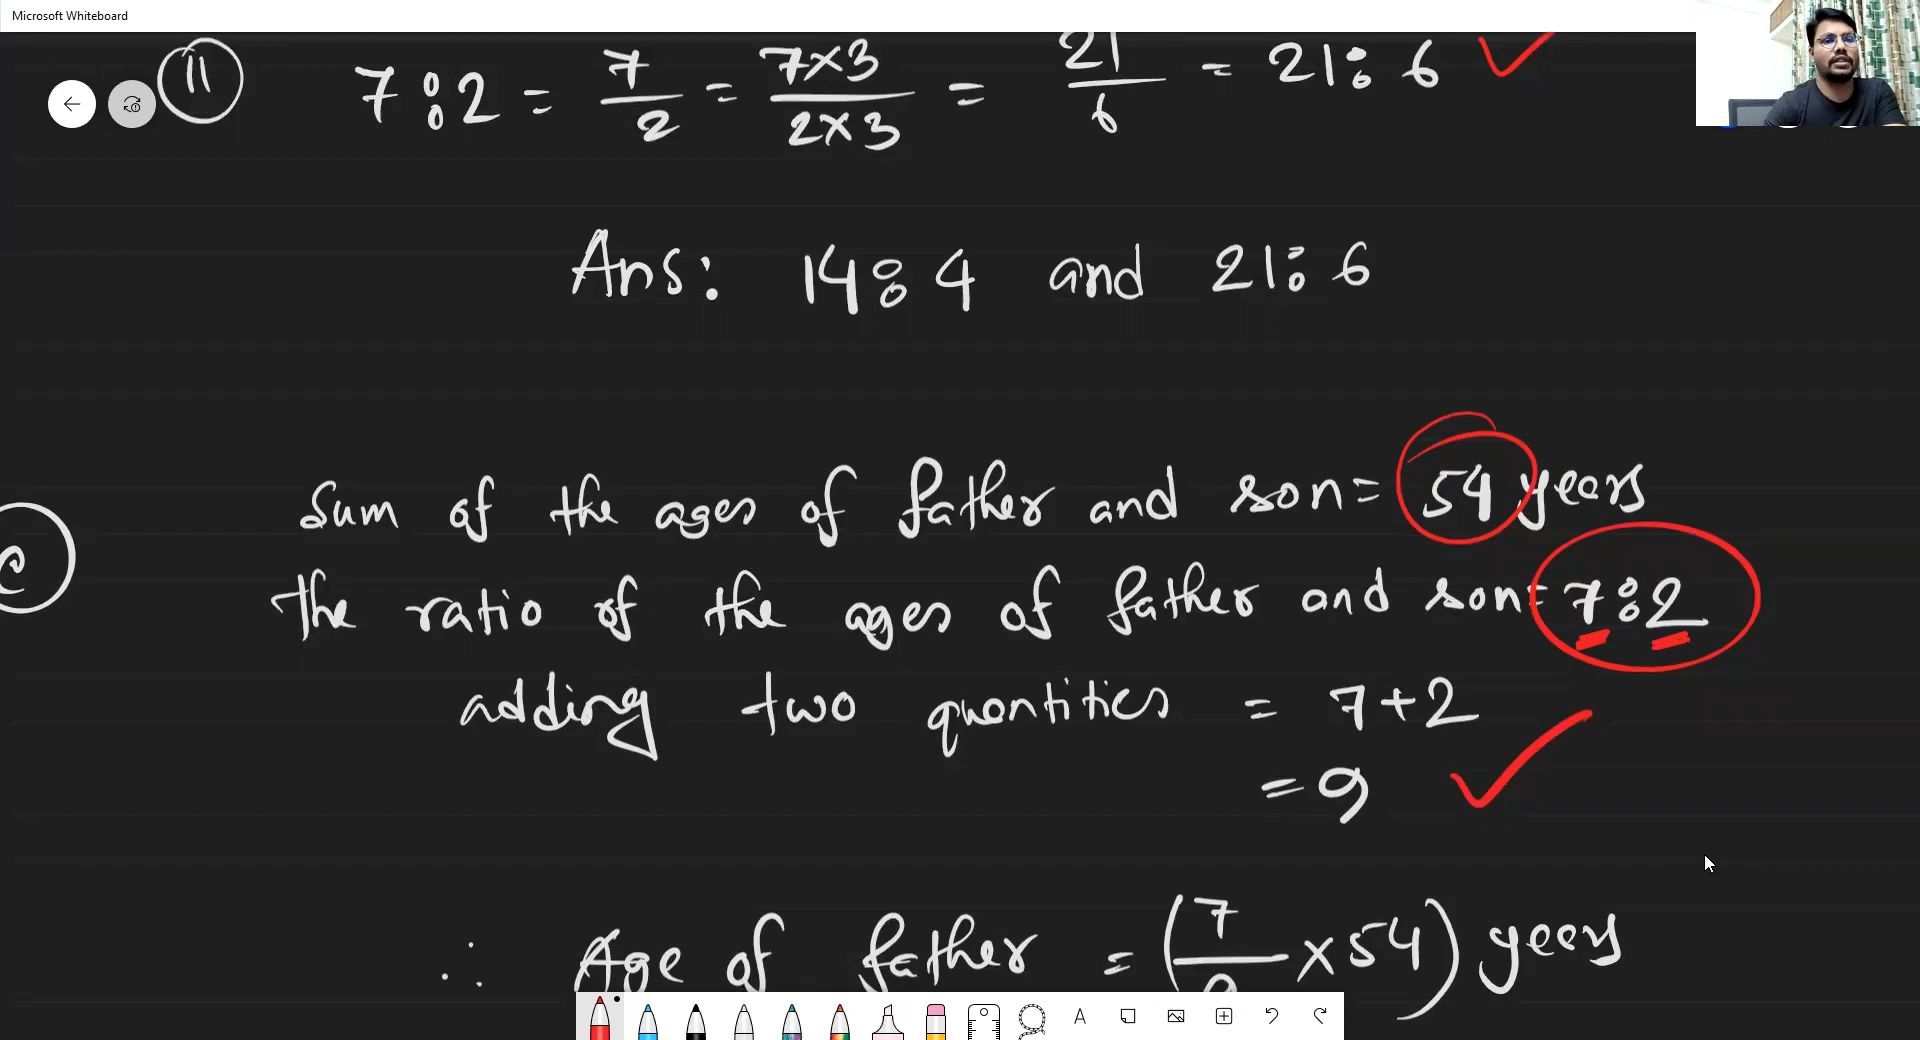 Microsoft Whiteboard
11 7:2 = 7/2 = 7×3/2×3 = 21/6 = 21:6
Ans: 14:4 and 21:6
Sum of the ages of father and son = 54 years
c The ratio of the ages of father and son = 7:2
adding two quantities = 7+2
= 9
∴ Age of father = (7/9 × 54) years
A